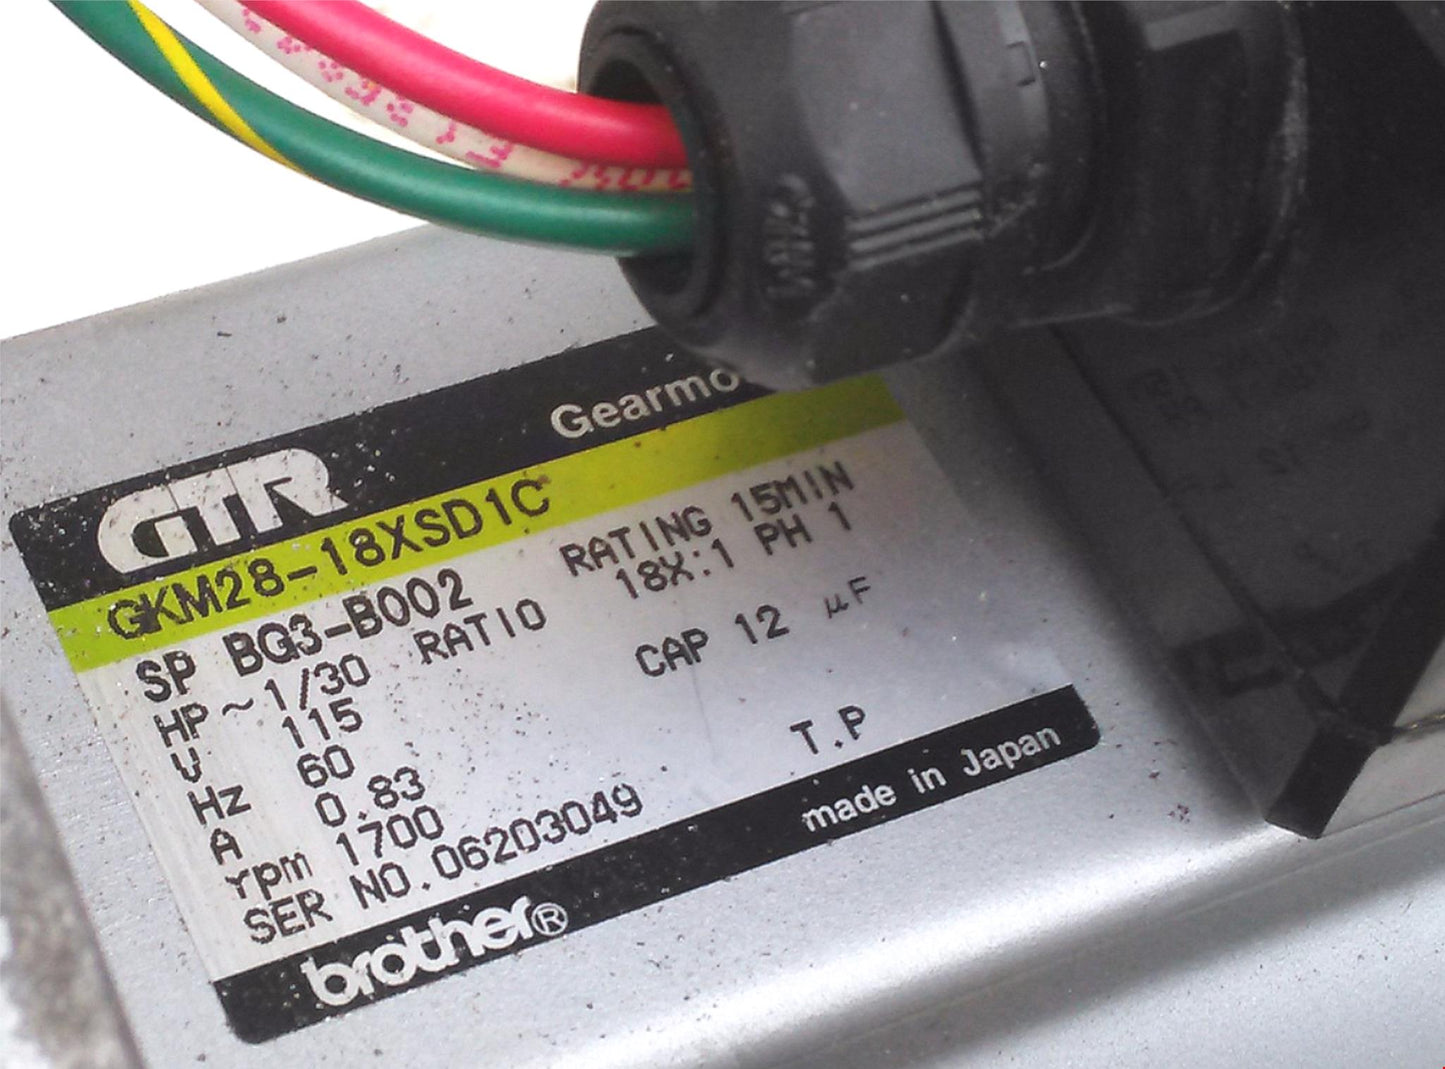 GTR Gearmo
GKM28-18XSD1C
SP BG3-B002 RATING 15MIN
HP ~ 1/30 RATIO 18X:1 PH 1
V 115
Hz 60 CAP 12 μF
A 0.83
rpm 1700 T.P
SER NO.06203049
brother® made in Japan